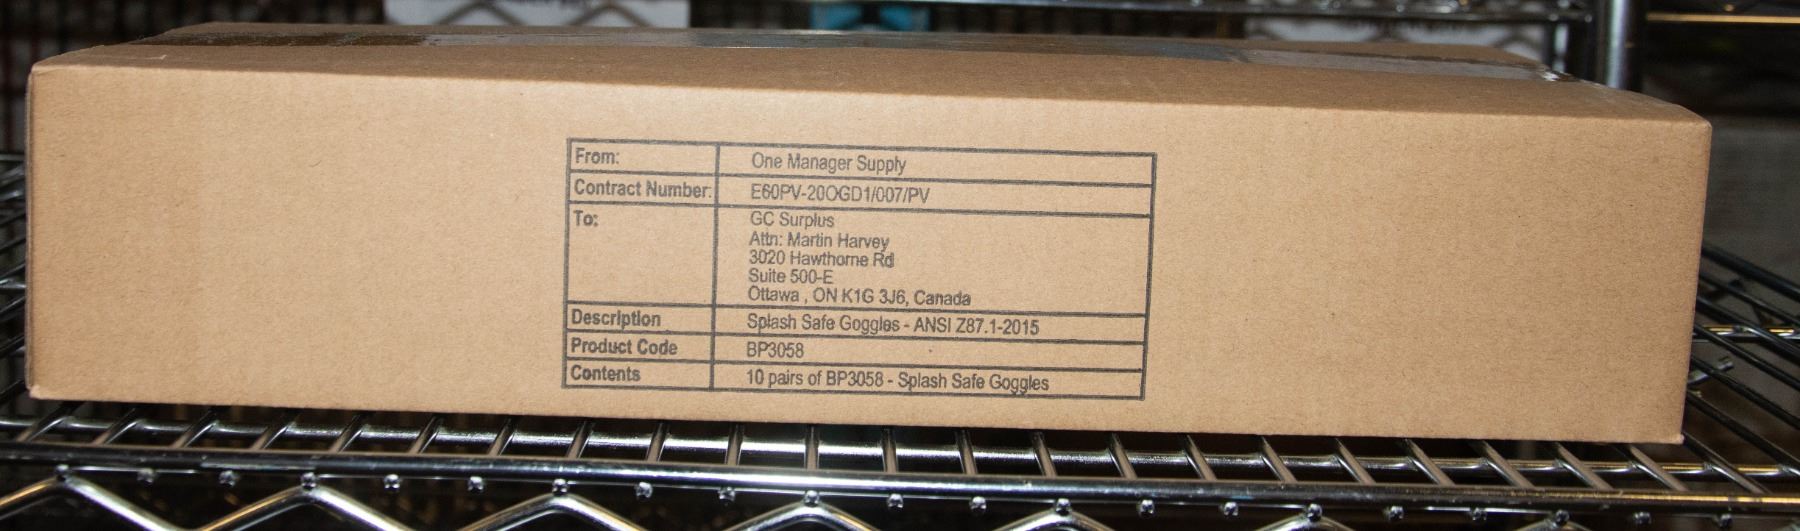 From: One Manager Supply
Contract Number: E60PV-20OGD1/007/PV
To: GC Surplus
Attn: Martin Harvey
3020 Hawthorne Rd
Suite 500-E
Ottawa , ON K1G 3J6, Canada
Description Splash Safe Goggles - ANSI Z87.1-2015
Product Code BP3058
Contents 10 pairs of BP3058 - Splash Safe Goggles